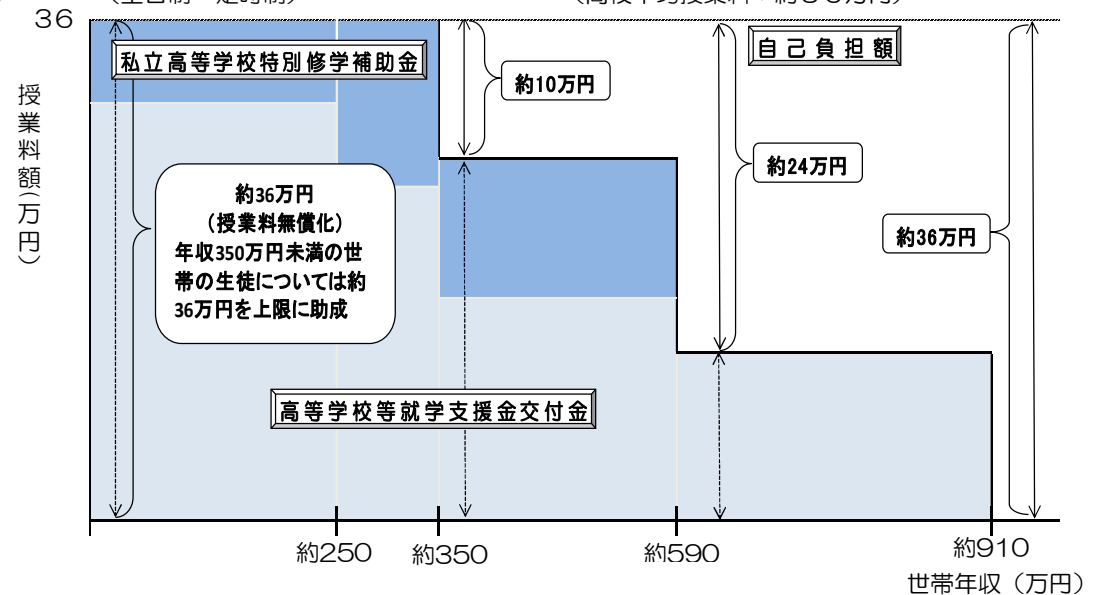 36
私立高等学校特別修学補助金
自己負担額
約10万円
授業料額(万円)
約24万円
約36万円
(授業料無償化)
年収350万円未満の世
帯の生徒については約
36万円を上限に助成
約36万円
高等学校等就学支援金交付金
約250
約350
約590
約910
世帯年収(万円)